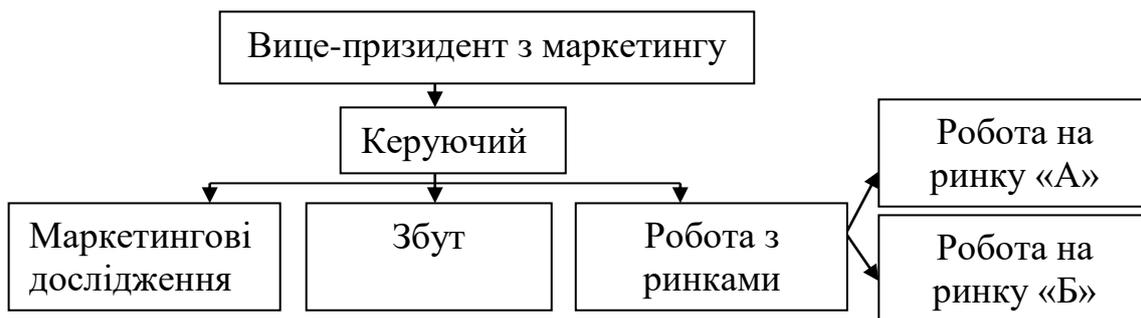 Вице-призидент з маркетингу
Керуючий
Робота на
ринку «А»
Маркетингові
дослідження
Збут
Робота з
ринками
Робота на
ринку «Б»